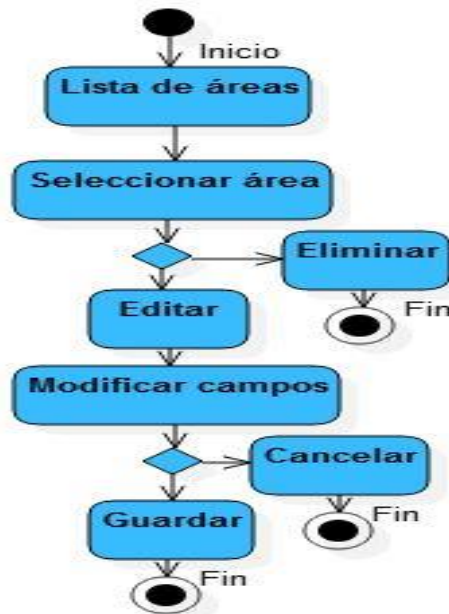 Inicio
Lista de áreas
Seleccionar área
Eliminar
Editar
Fin
Modificar campos
Cancelar
Guardar
Fin
Fin